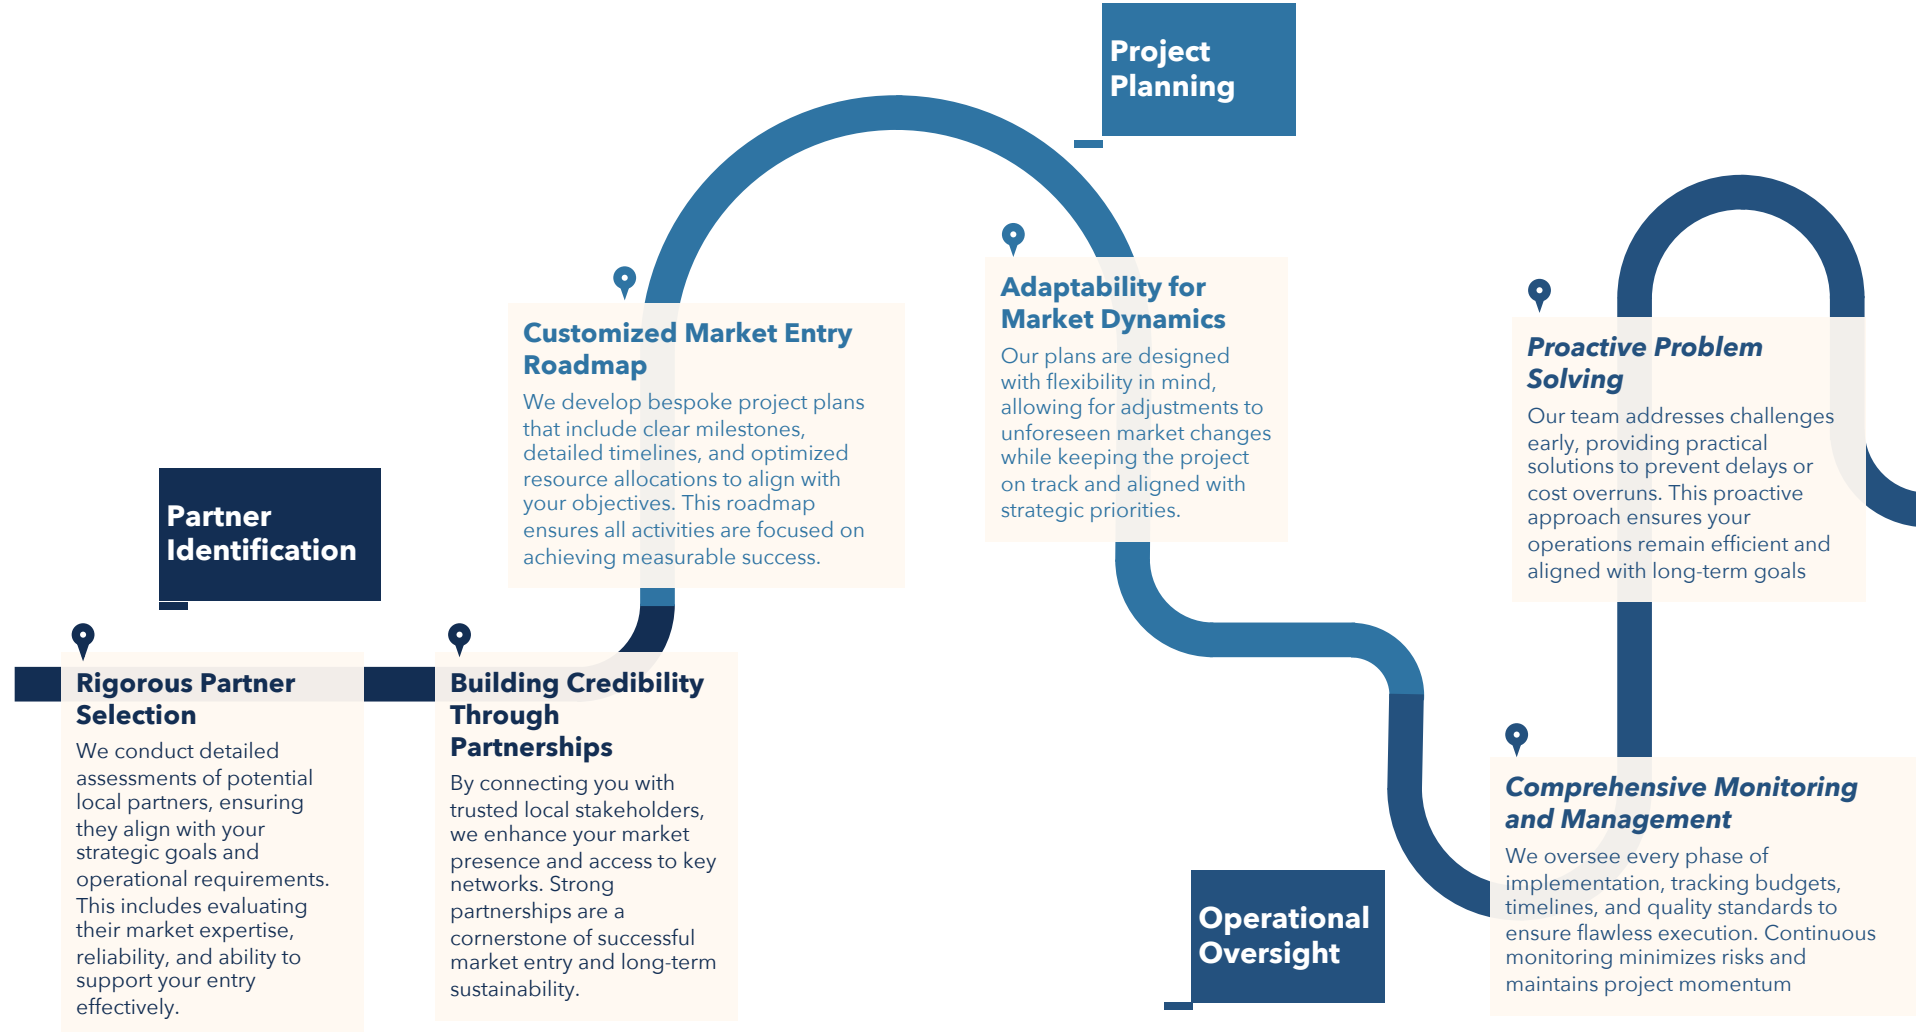 Partner
Identification
Rigorous Partner
Selection
We conduct detailed
assessments of potential
local partners, ensuring
they align with your
strategic goals and
operational requirements.
This includes evaluating
their market expertise,
reliability, and ability to
support your entry
effectively.
Building Credibility
Through
Partnerships
By connecting you with
trusted local stakeholders,
we enhance your market
presence and access to key
networks. Strong
partnerships are a
cornerstone of successful
market entry and long-term
sustainability.
Project
Planning
Customized Market Entry
Roadmap
We develop bespoke project plans
that include clear milestones,
detailed timelines, and optimized
resource allocations to align with
your objectives. This roadmap
ensures all activities are focused on
achieving measurable success.
Adaptability for
Market Dynamics
Our plans are designed
with flexibility in mind,
allowing for adjustments to
unforeseen market changes
while keeping the project
on track and aligned with
strategic priorities.
Operational
Oversight
Comprehensive Monitoring
and Management
We oversee every phase of
implementation, tracking budgets,
timelines, and quality standards to
ensure flawless execution. Continuous
monitoring minimizes risks and
maintains project momentum
Proactive Problem
Solving
Our team addresses challenges
early, providing practical
solutions to prevent delays or
cost overruns. This proactive
approach ensures your
operations remain efficient and
aligned with long-term goals